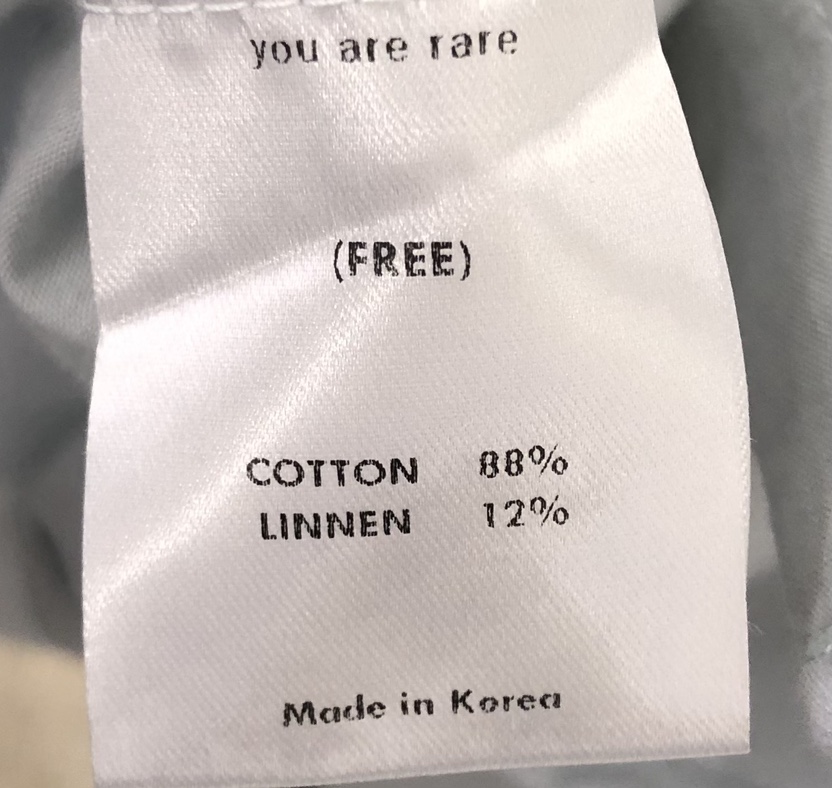 you are rare
(FREE)
COTTON 88%
LINNEN 12%
Made in Korea